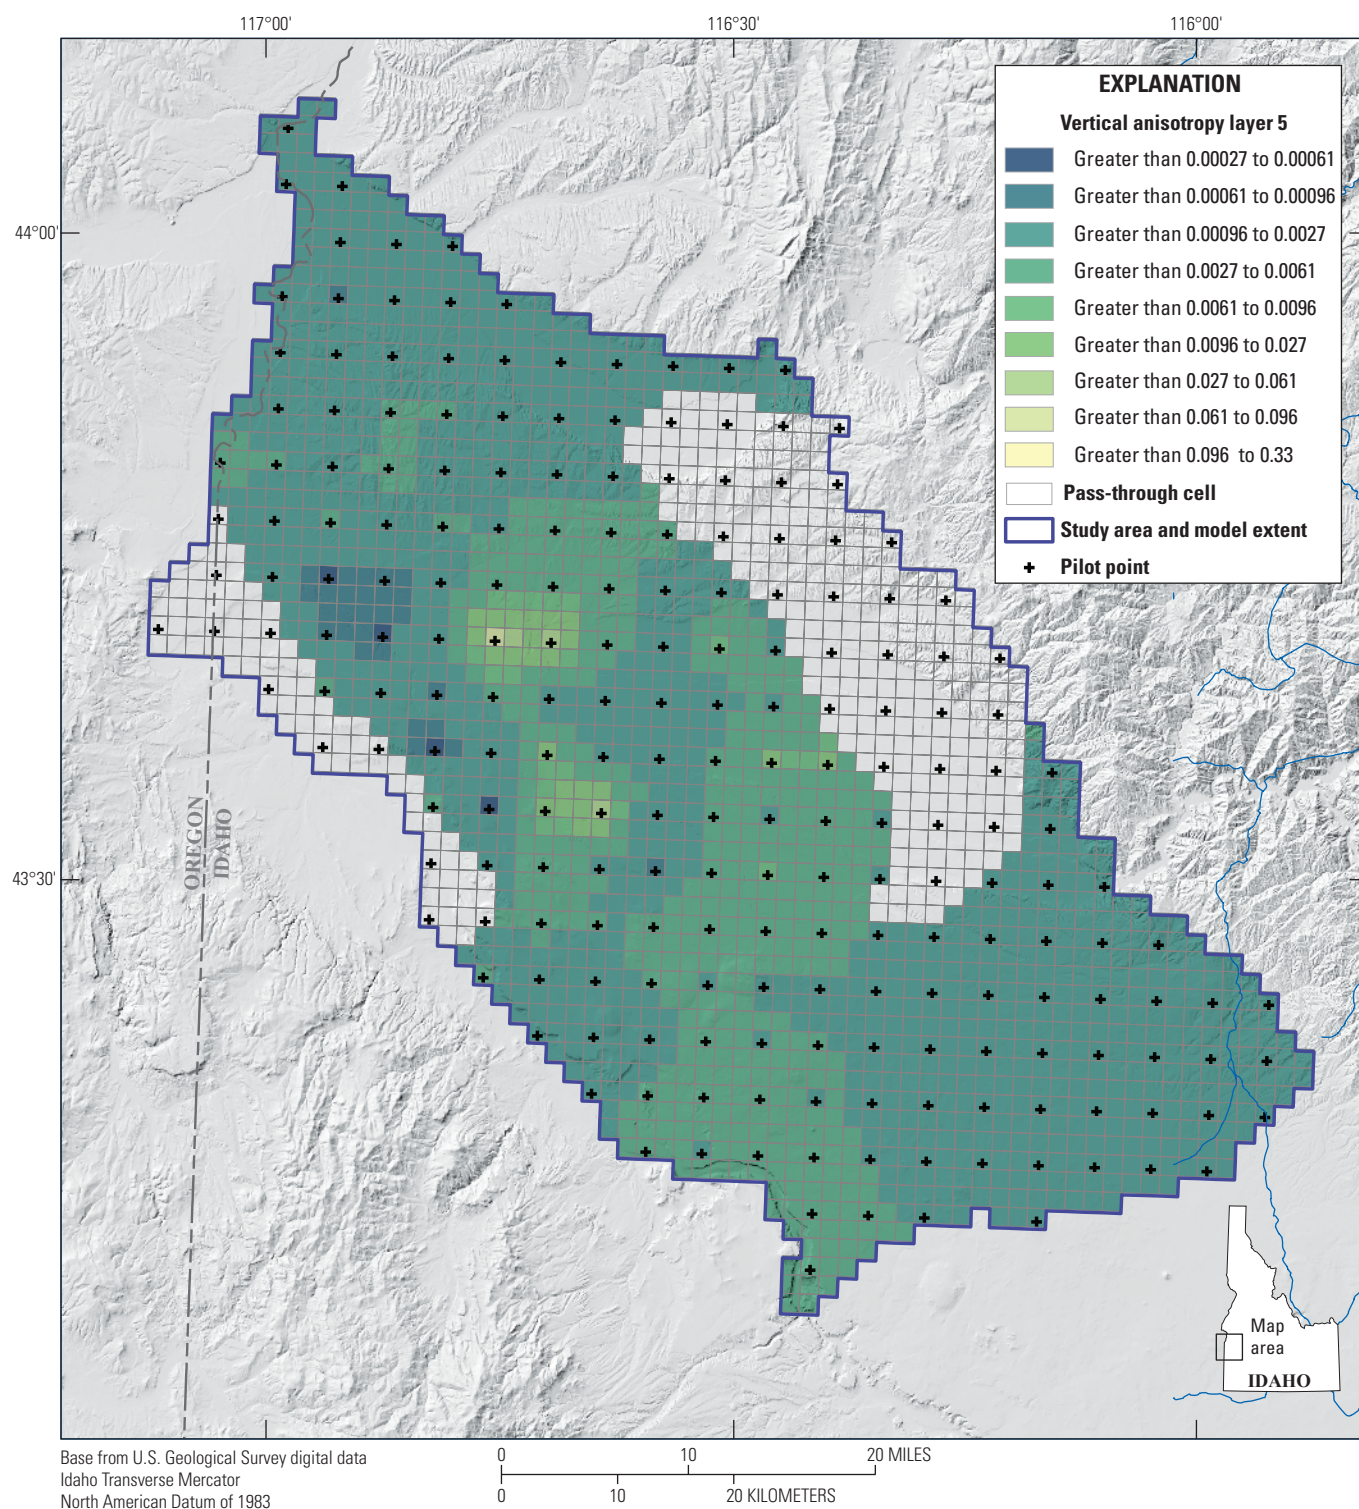 117°00'
116°30'
116°00'
44°00'
43°30'
EXPLANATION
Vertical anisotropy layer 5
Greater than 0.00027 to 0.00061
Greater than 0.00061 to 0.00096
Greater than 0.00096 to 0.0027
Greater than 0.0027 to 0.0061
Greater than 0.0061 to 0.0096
Greater than 0.0096 to 0.027
Greater than 0.027 to 0.061
Greater than 0.061 to 0.096
Greater than 0.096 to 0.33
Pass-through cell
Study area and model extent
Pilot point
OREGON
IDAHO
Map
area
IDAHO
Base from U.S. Geological Survey digital data
Idaho Transverse Mercator
North American Datum of 1983
0 10 20 MILES
0 10 20 KILOMETERS